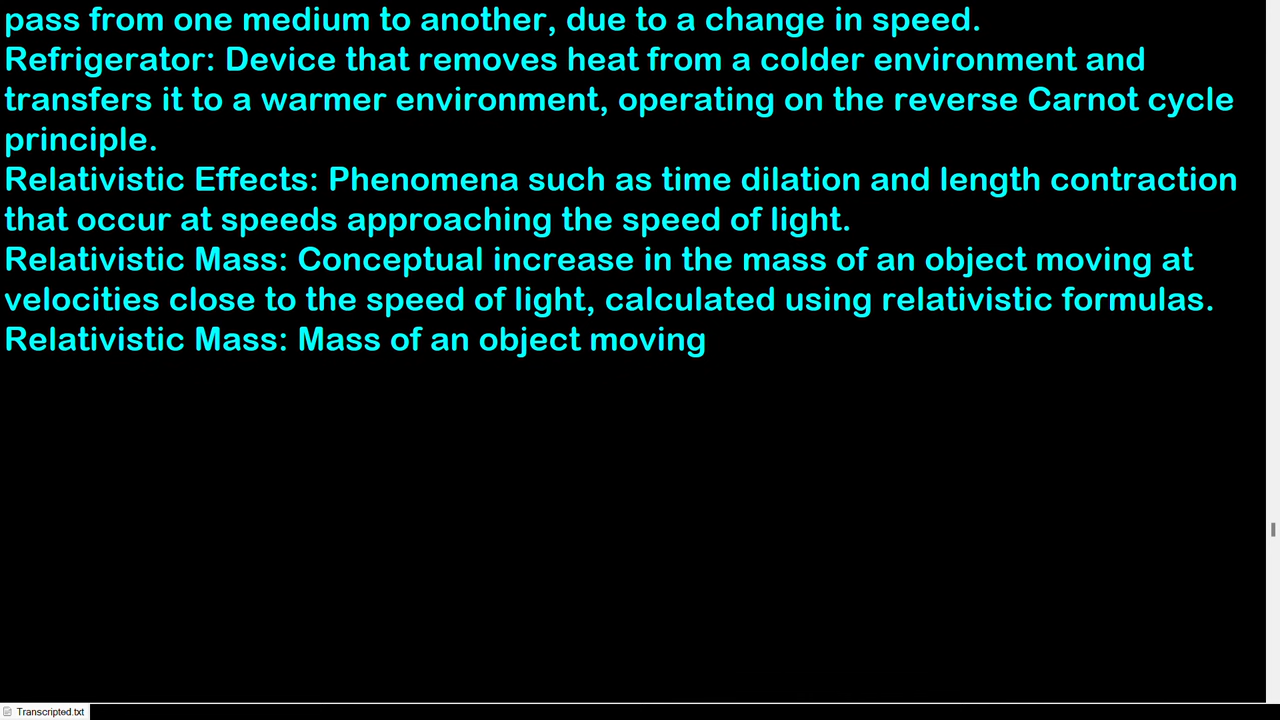 pass from one medium to another, due to a change in speed.
Refrigerator: Device that removes heat from a colder environment and
transfers it to a warmer environment, operating on the reverse Carnot cycle
principle.
Relativistic Effects: Phenomena such as time dilation and length contraction
that occur at speeds approaching the speed of light.
Relativistic Mass: Conceptual increase in the mass of an object moving at
velocities close to the speed of light, calculated using relativistic formulas.
Relativistic Mass: Mass of an object moving
Transcripted.txt